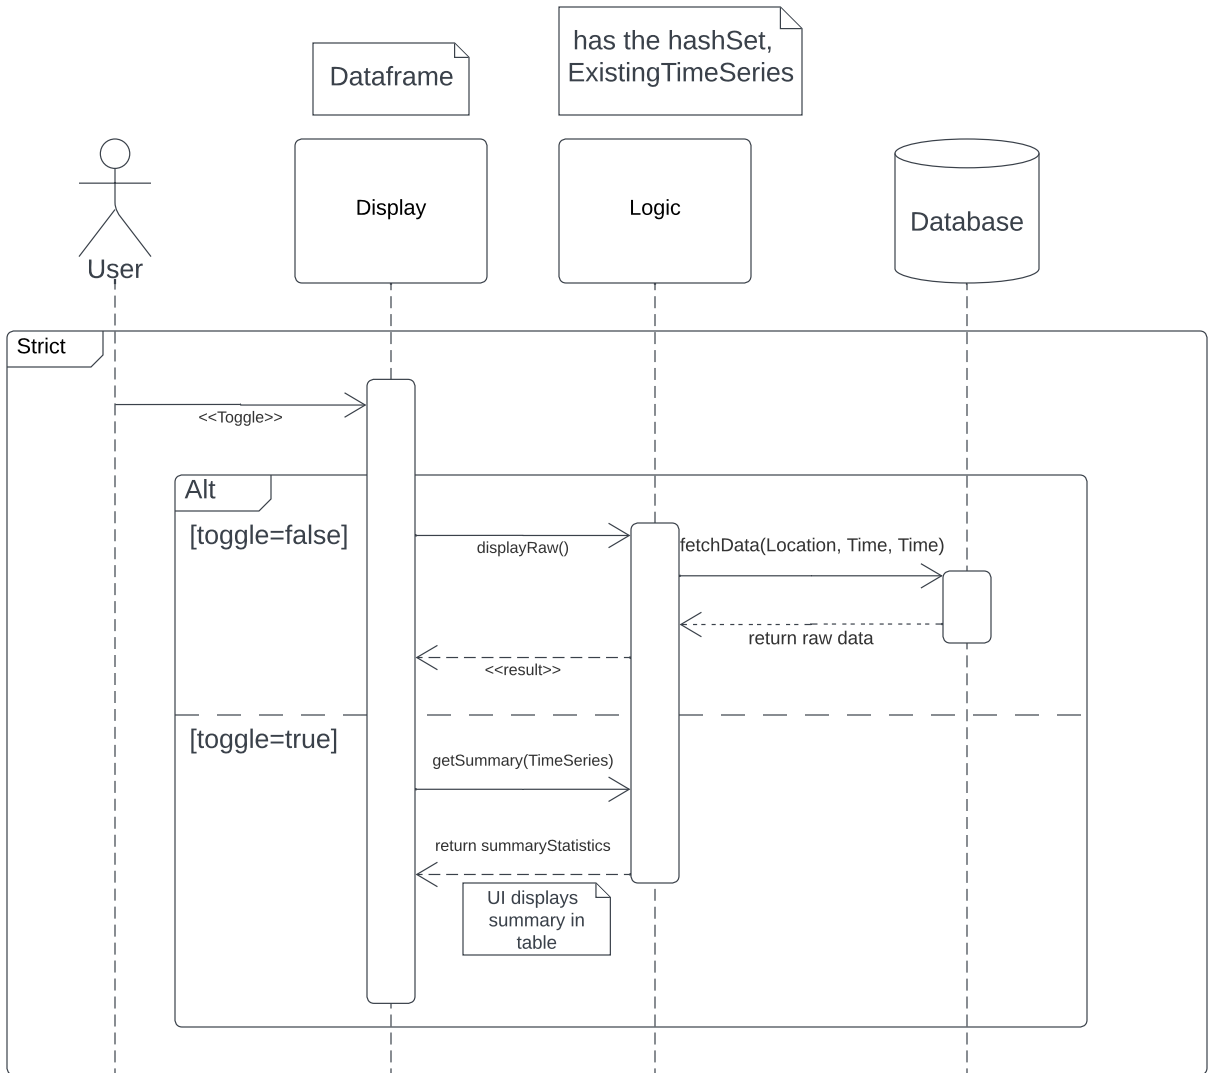 has the hashSet,
ExistingTimeSeries
Dataframe
Display
Logic
Database
User
Strict
<<Toggle>>
Alt
[toggle=false]
displayRaw()
fetchData(Location, Time, Time)
return raw data
<<result>>
[toggle=true]
getSummary(TimeSeries)
return summaryStatistics
UI displays
summary in
table